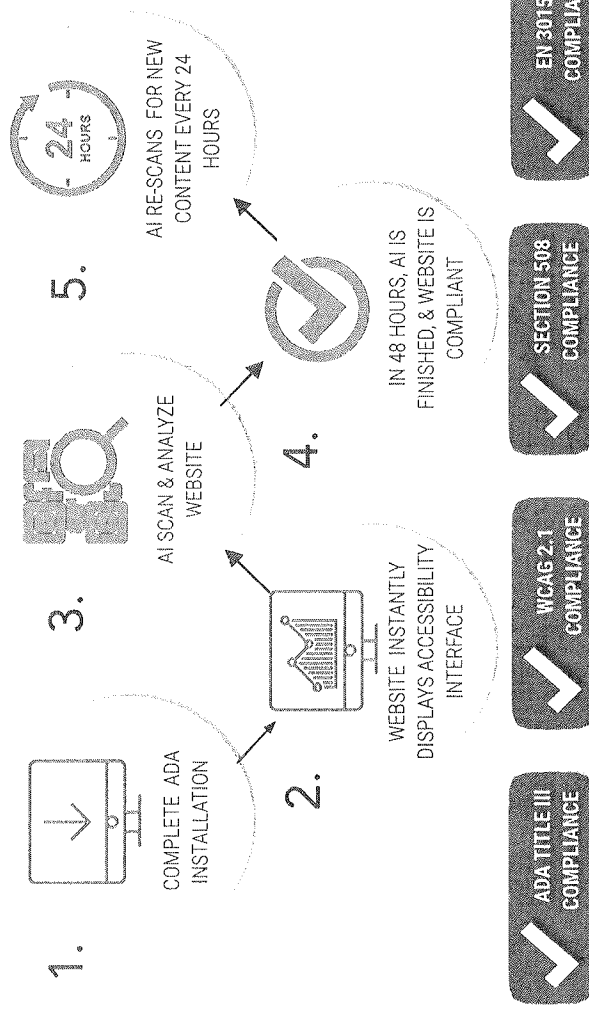 1.
COMPLETE ADA
INSTALLATION
2.
WEBSITE INSTANTLY
DISPLAYS ACCESSIBILITY
INTERFACE
3.
AI SCAN & ANALYZE
WEBSITE
4.
IN 48 HOURS, AI IS
FINISHED, & WEBSITE IS
COMPLIANT
5.
24
HOURS
AI RE-SCANS FOR NEW
CONTENT EVERY 24
HOURS
ADA TITLE III
COMPLIANCE
WCAG 2.1
COMPLIANCE
SECTION 508
COMPLIANCE
EN 3015